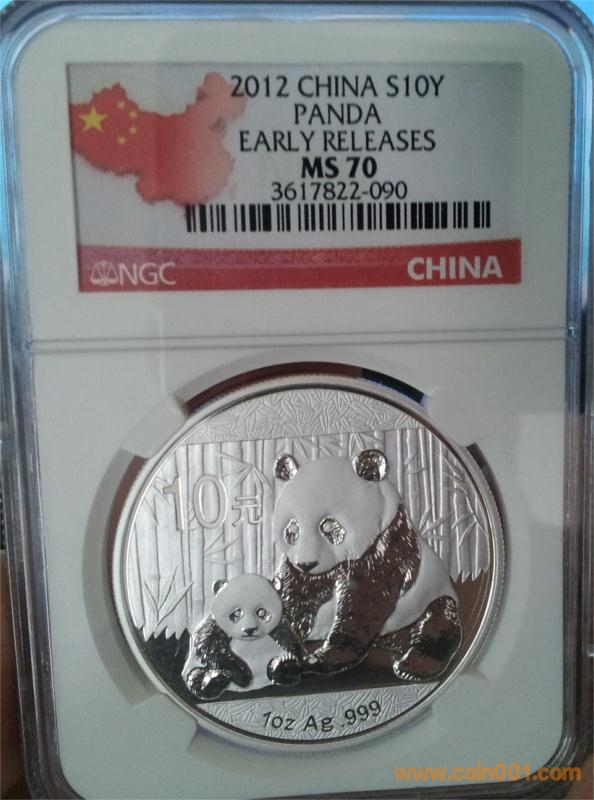 2012 CHINA S10Y
PANDA
EARLY RELEASES
MS 70
3617822-090
NGC
CHINA
10元
1oz Ag .999
www.coin001.com